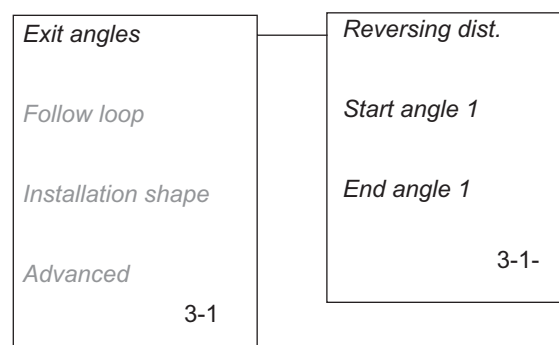 Exit angles
Follow loop
Installation shape
Advanced
3-1
Reversing dist.
Start angle 1
End angle 1
3-1-